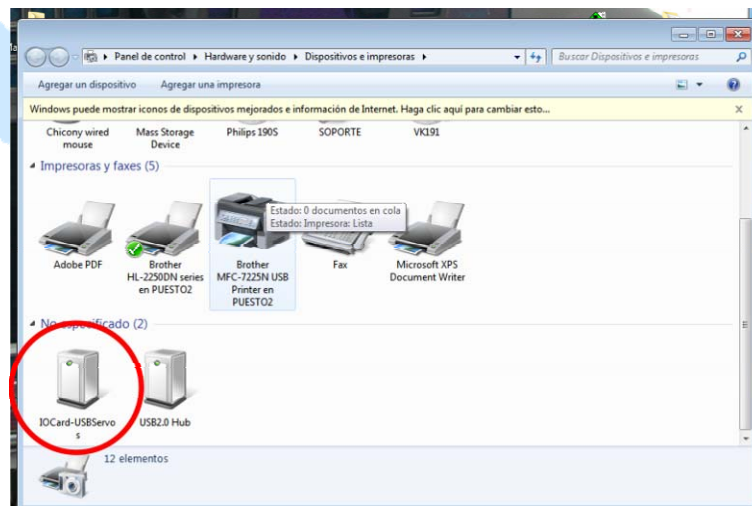 Panel de control ▸ Hardware y sonido ▸ Dispositivos e impresoras ▸
Buscar Dispositivos e impresoras
Agregar un dispositivo Agregar una impresora
Windows puede mostrar iconos de dispositivos mejorados e información de Internet. Haga clic aquí para cambiar esto...
Chicony wired Mass Storage Philips 190S SOPORTE VK191
mouse Device
Impresoras y faxes (5)
Estado: 0 documentos en cola
Estado: Impresora: Lista
Adobe PDF Brother Brother Fax Microsoft XPS
HL-2250DN series MFC-7225N USB Document Writer
en PUESTO2 Printer en
PUESTO2
No especificado (2)
IOCard-USBServo USB2.0 Hub
s
12 elementos